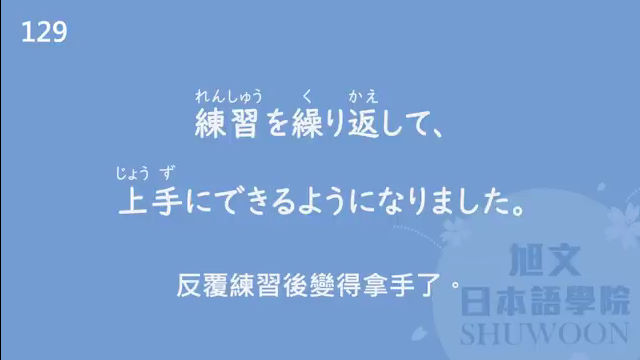 129
れんしゅう く かえ
練習を繰り返して、
じょう ず
上手にできるようになりました。
反覆練習後變得拿手了。
旭文
日本語學院
SHUWOON